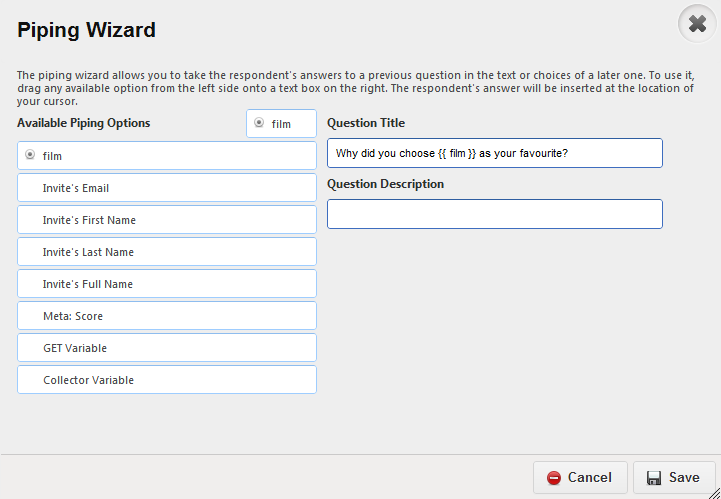 Piping Wizard
The piping wizard allows you to take the respondent's answers to a previous question in the text or choices of a later one. To use it,
drag any available option from the left side onto a text box on the right. The respondent's answer will be inserted at the location of
your cursor.
Available Piping Options
film
film
Invite's Email
Invite's First Name
Invite's Last Name
Invite's Full Name
Meta: Score
GET Variable
Collector Variable
Question Title
Why did you choose {{ film }} as your favourite?
Question Description
Cancel
Save